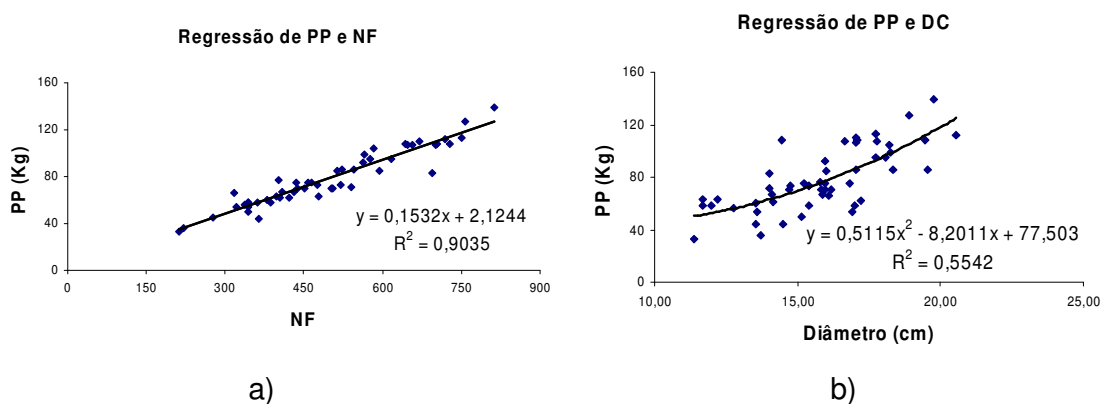 Regressão de PP e NF
160
120
80
40
0
PP (Kg)
0 150 300 450 600 750 900
NF
y = 0,1532x + 2,1244
R² = 0,9035
a)
Regressão de PP e DC
160
120
80
40
0
PP (Kg)
10,00 15,00 20,00 25,00
Diâmetro (cm)
y = 0,5115x² - 8,2011x + 77,503
R² = 0,5542
b)